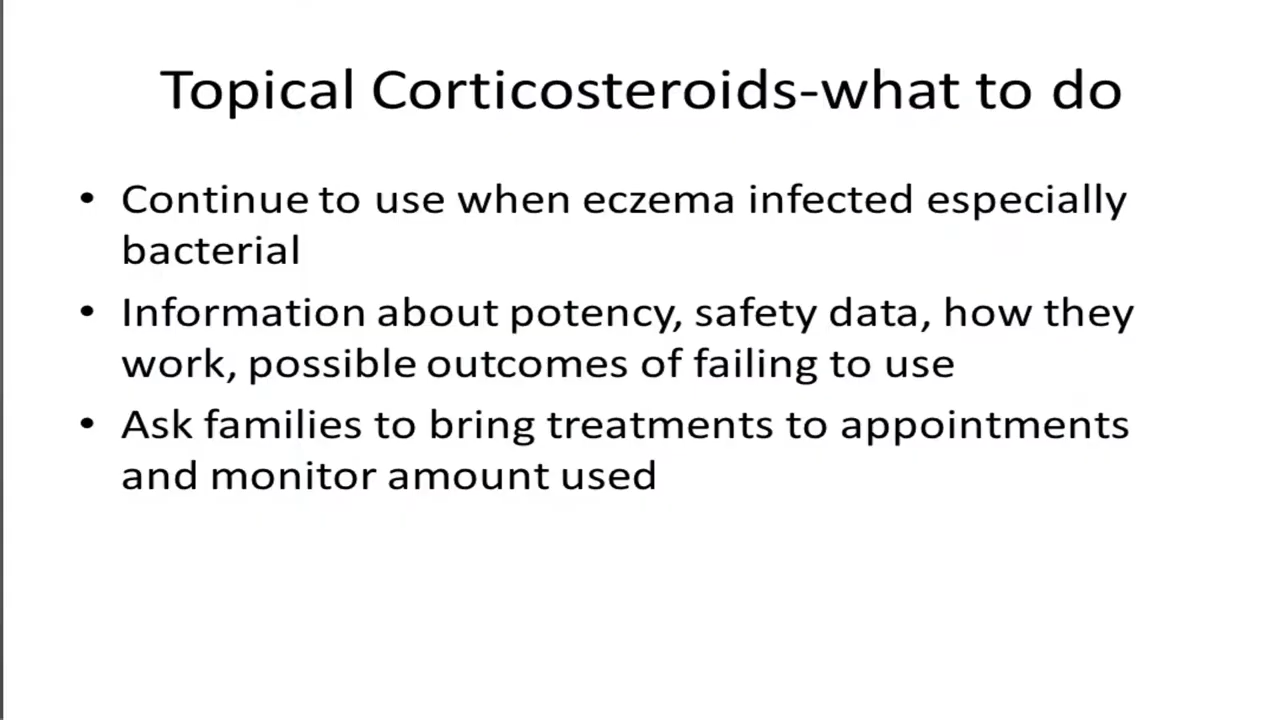 Topical Corticosteroids-what to do
• Continue to use when eczema infected especially
bacterial
• Information about potency, safety data, how they
work, possible outcomes of failing to use
• Ask families to bring treatments to appointments
and monitor amount used